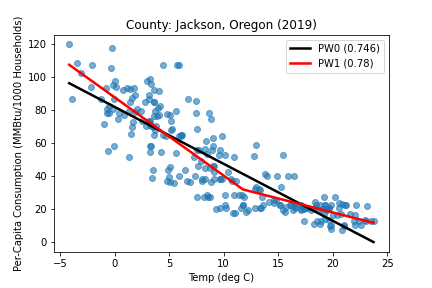 County: Jackson, Oregon (2019)
PW0 (0.746)
PW1 (0.78)
Per-Capita Consumption (MMBtu/1000 Households)
120
100
80
60
40
20
0
−5 0 5 10 15 20 25
Temp (deg C)